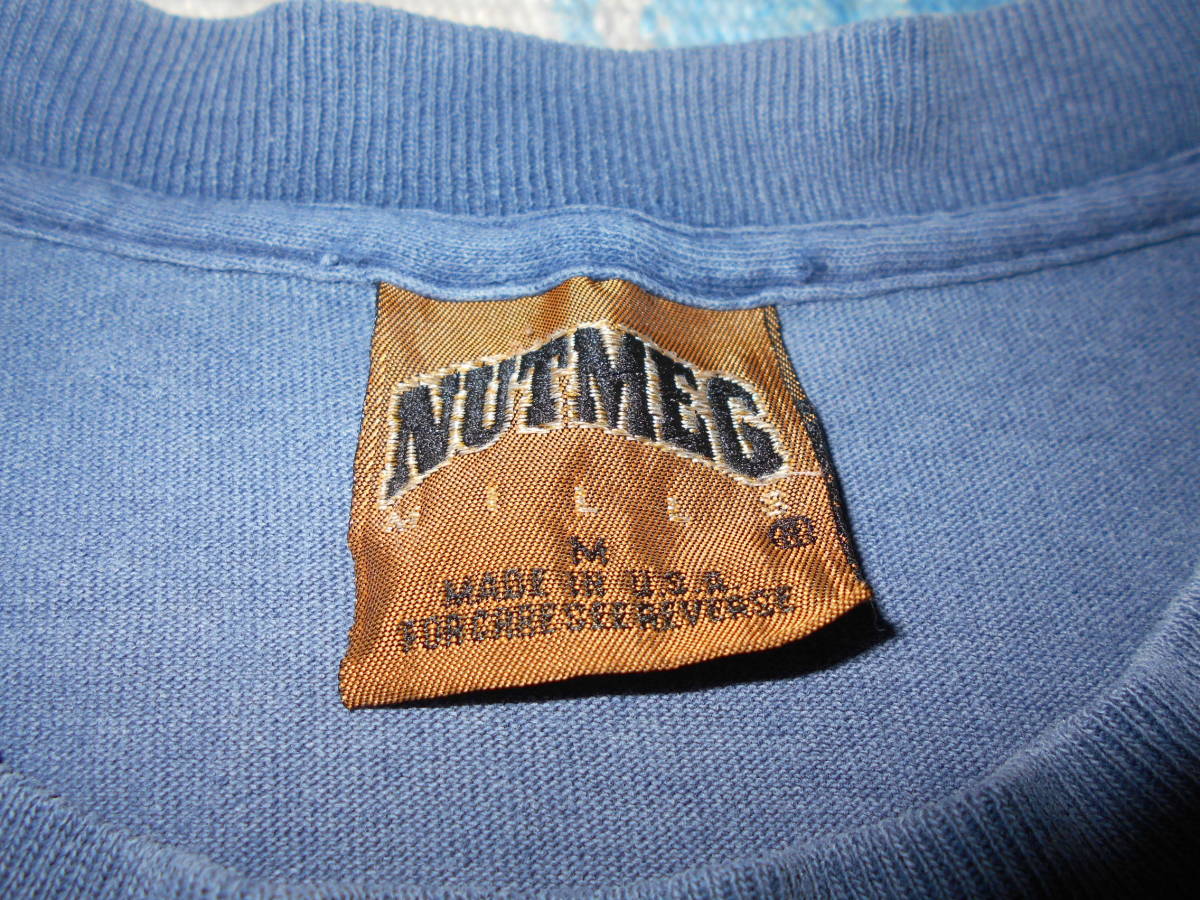 NUTMEG
MILLS
®
M
MADE IN U.S.A.
FOR CARE SEE REVERSE